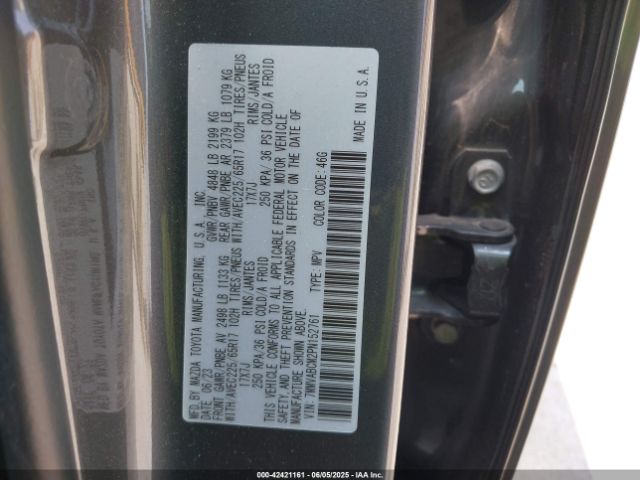 MFD. BY MAZDA TOYOTA MANUFACTURING, U.S.A., INC.
DATE: 06/23 GVWR/PNBV 4848 LB 2199 KG
FRONT GAWR/PNBE AV 2498 LB 1133 KG REAR GAWR/PNBE AR 2379 LB 1079 KG
WITH/AVEC225/65R17 102H TIRES/PNEUS WITH/AVEC225/65R17 102H TIRES/PNEUS
17X7J RIMS/JANTES 17X7J RIMS/JANTES
250 KPA/36 PSI COLD/A FROID 250 KPA/36 PSI COLD/A FROID
THIS VEHICLE CONFORMS TO ALL APPLICABLE FEDERAL MOTOR VEHICLE
SAFETY, AND THEFT PREVENTION STANDARDS IN EFFECT ON THE DATE OF
MANUFACTURE SHOWN ABOVE.
VIN: 7MMVABCM2PN152761 TYPE: MPV COLOR CODE: 46G MADE IN U.S.A.
000-42421161 | 06/05/2025 - IAAI.COM